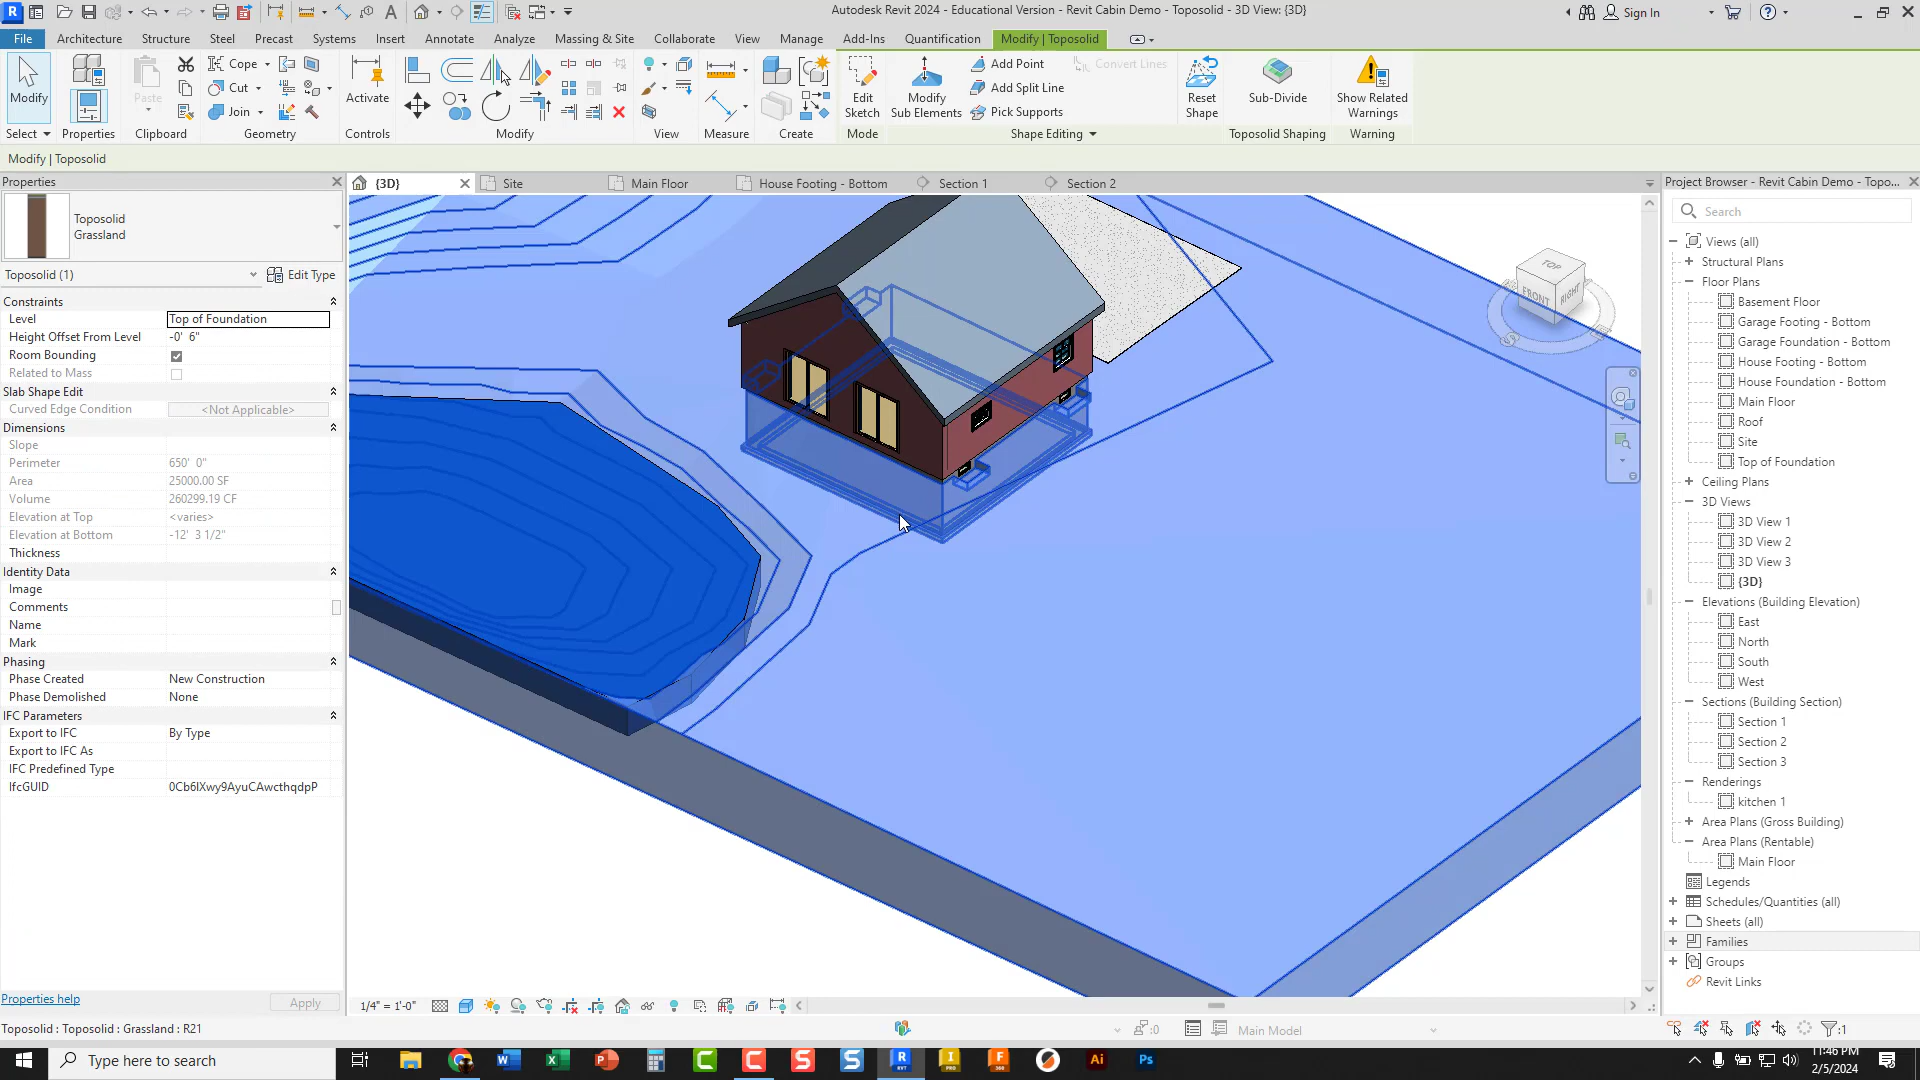 Autodesk Revit 2024 - Educational Version - Revit Cabin Demo - Toposolid - 3D View: {3D}
Sign In
File Architecture Structure Steel Precast Systems Insert Annotate Analyze Massing & Site Collaborate View Manage Add-Ins Quantification Modify | Toposolid
Modify
Select
Properties
Paste
Clipboard
Cope
Cut
Join
Geometry
Activate
Controls
Modify
View
Measure
Create
Edit Sketch
Mode
Modify Sub Elements
Add Point
Add Split Line
Pick Supports
Convert Lines
Shape Editing
Reset Shape
Sub-Divide
Toposolid Shaping
Show Related Warnings
Warning
Modify | Toposolid
Properties
Toposolid
Grassland
Toposolid (1)
Edit Type
Constraints
Level Top of Foundation
Height Offset From Level -0' 6"
Room Bounding
Related to Mass
Slab Shape Edit
Curved Edge Condition <Not Applicable>
Dimensions
Slope
Perimeter 650' 0"
Area 25000.00 SF
Volume 260299.19 CF
Elevation at Top <varies>
Elevation at Bottom -12' 3 1/2"
Thickness
Identity Data
Image
Comments
Name
Mark
Phasing
Phase Created New Construction
Phase Demolished None
IFC Parameters
Export to IFC By Type
Export to IFC As
IFC Predefined Type
Properties help
Apply
{3D} Site Main Floor House Footing - Bottom Section 1 Section 2
TOP
FRONT
RIGHT
Project Browser - Revit Cabin Demo - Topo...
Search
Views (all)
Structural Plans
Floor Plans
Basement Floor
Garage Footing - Bottom
Garage Foundation - Bottom
House Footing - Bottom
House Foundation - Bottom
Main Floor
Roof
Site
Top of Foundation
Ceiling Plans
3D Views
3D View 1
3D View 2
3D View 3
{3D}
Elevations (Building Elevation)
East
North
South
West
Sections (Building Section)
Section 1
Section 2
Section 3
Renderings
kitchen 1
Area Plans (Gross Building)
Area Plans (Rentable)
Main Floor
Legends
Schedules/Quantities (all)
Sheets (all)
Families
Groups
Revit Links
1/4" = 1'-0"
Toposolid : Toposolid : Grassland : R21
:0
Main Model
:1
Type here to search
11:46 PM
2/5/2024